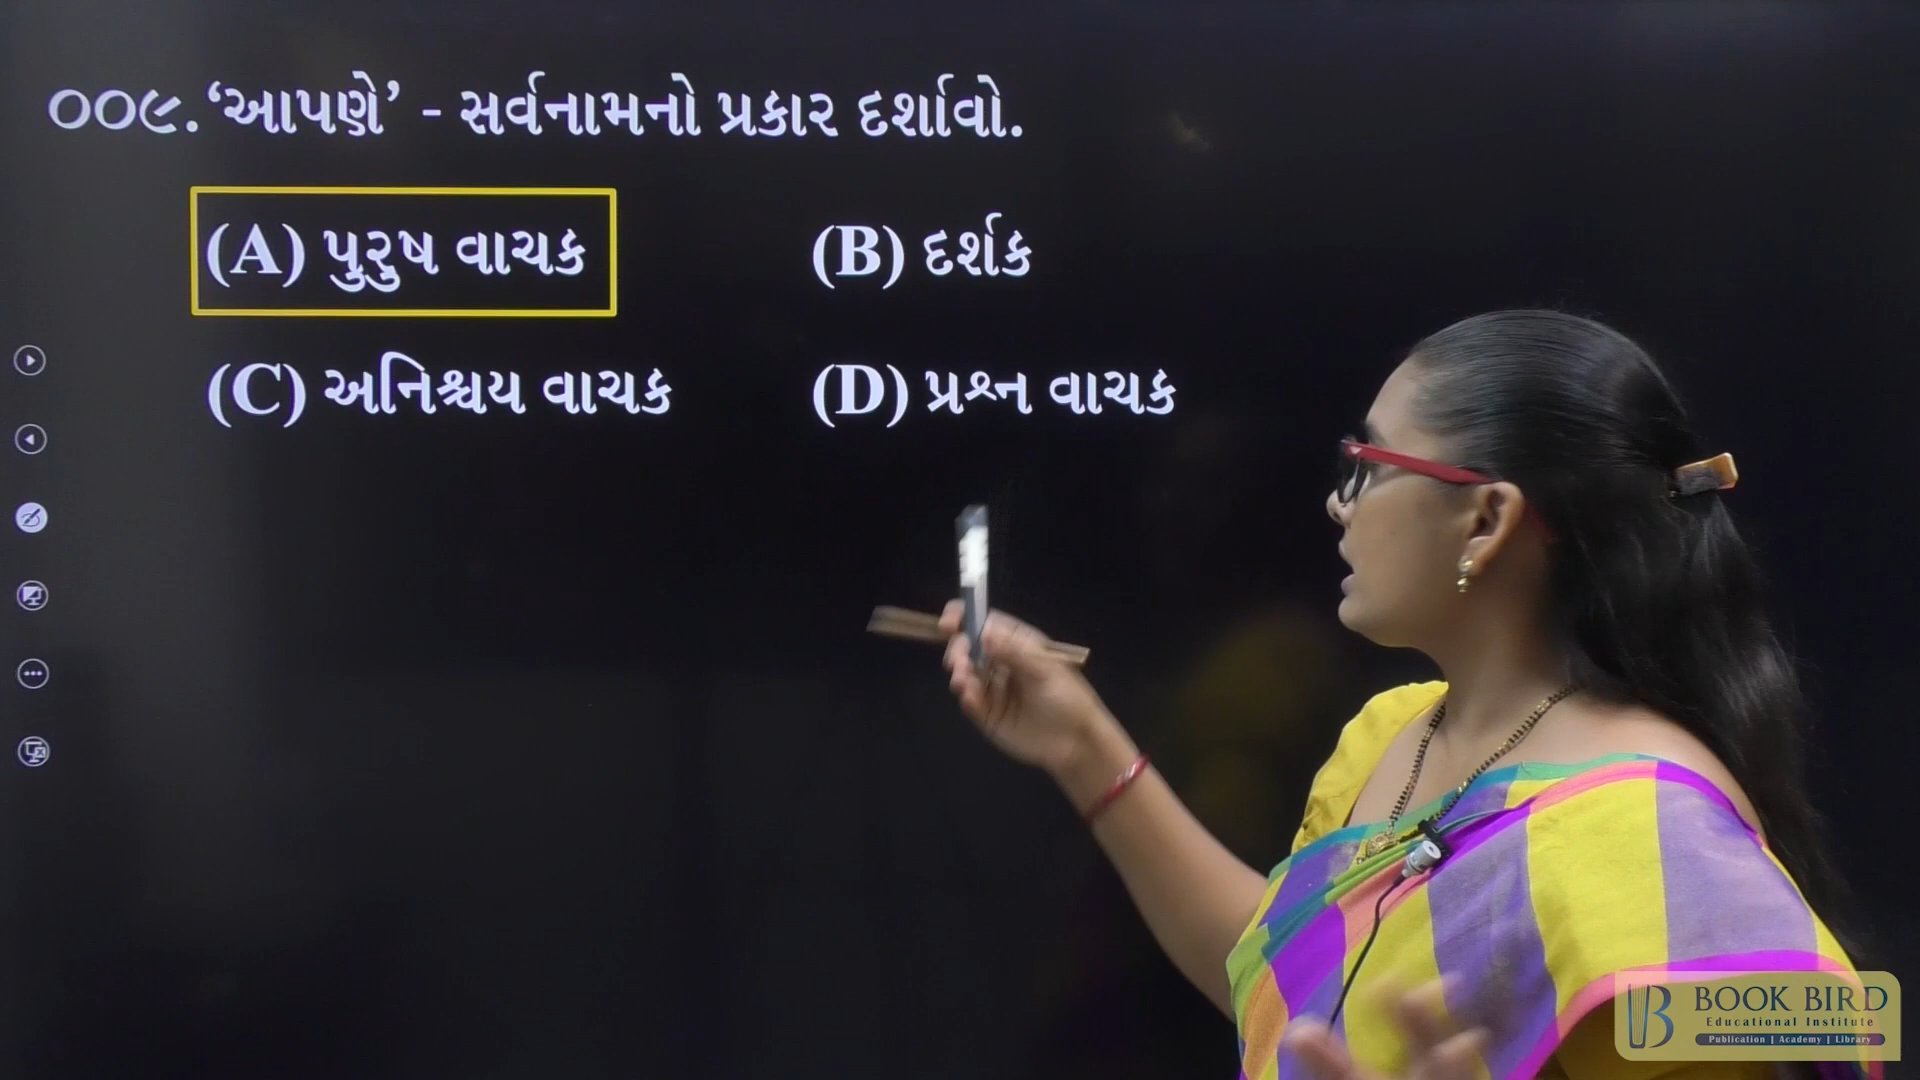 ૦૦૯. ‘આપણે’ - સર્વનામનો પ્રકાર દર્શાવો.
(A) પુરુષ વાચક
(B) દર્શક
(C) અનિશ્ચય વાચક
(D) પ્રશ્ન વાચક
BOOK BIRD
Educational Institute
Publication | Academy | Library